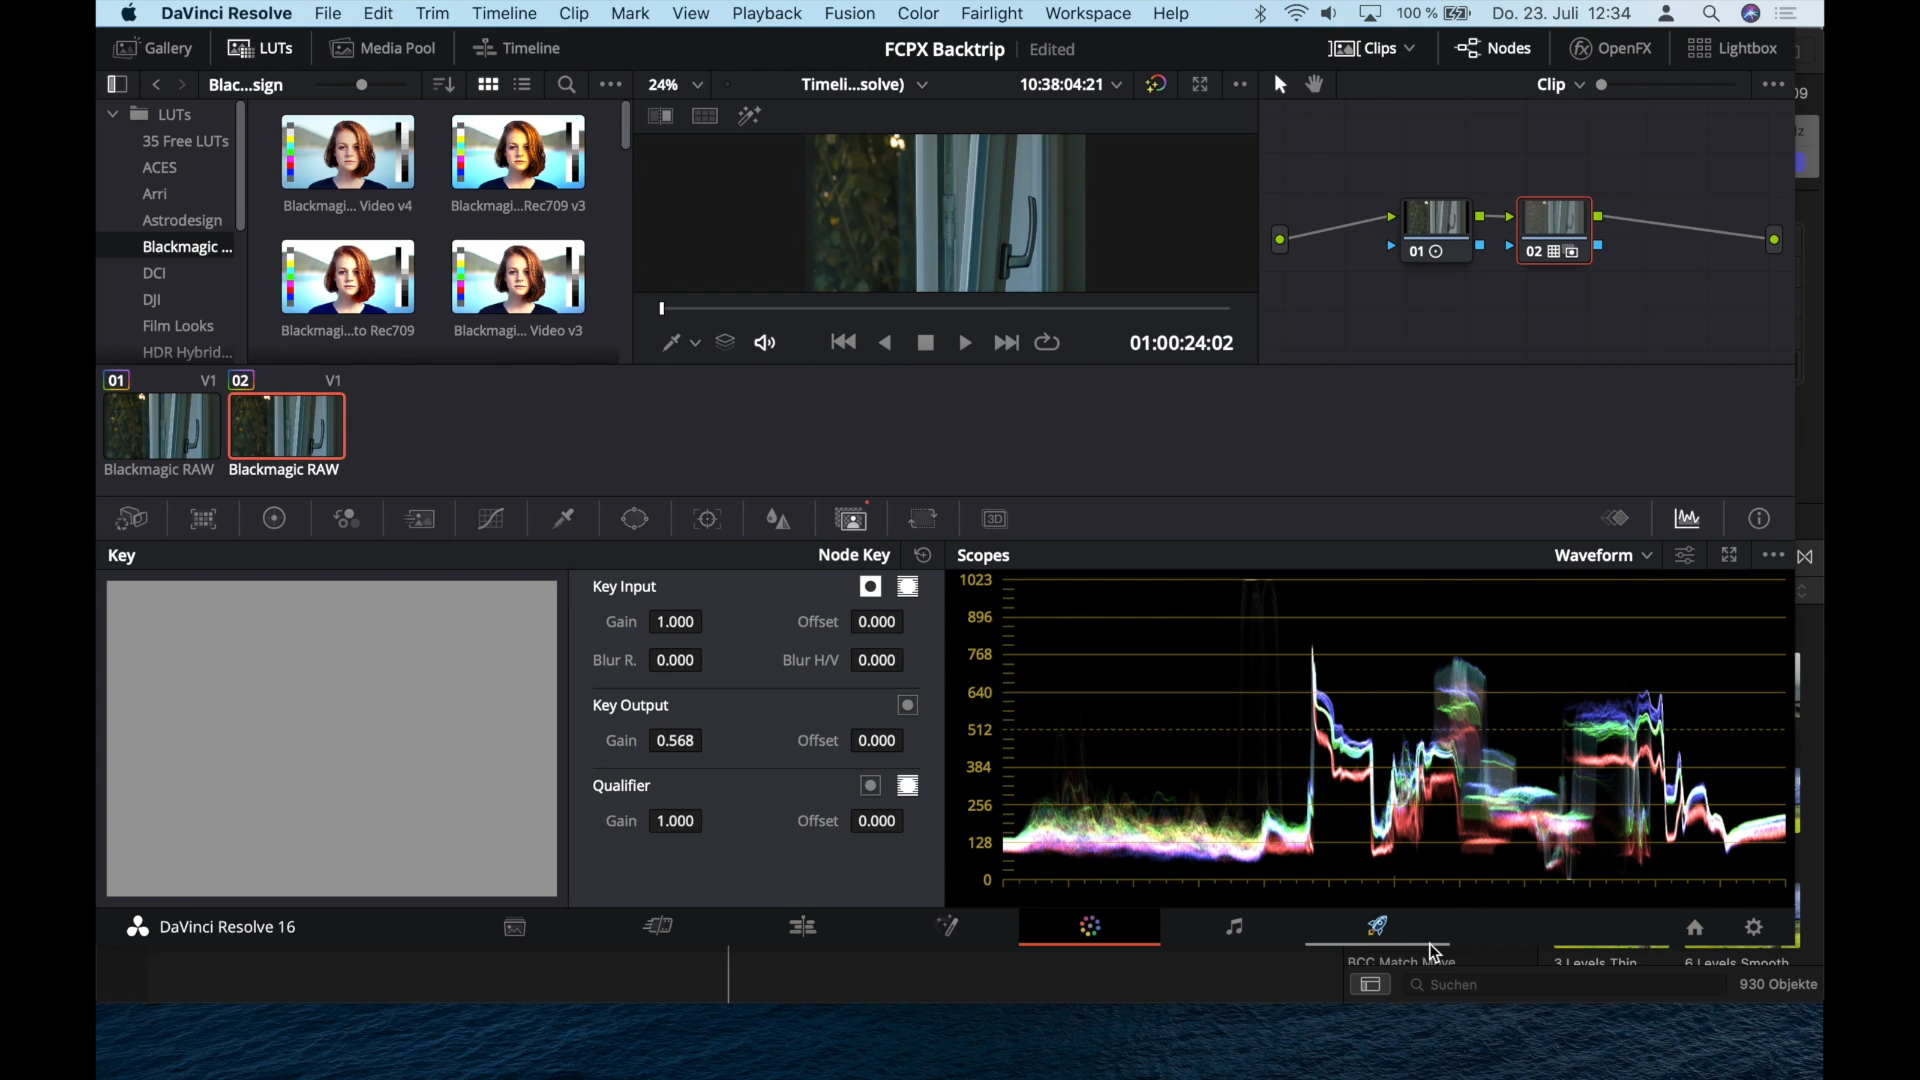 DaVinci Resolve File Edit Trim Timeline Clip Mark View Playback Fusion Color Fairlight Workspace Help 100 % Do. 23. Juli 12:34
Gallery LUTs Media Pool Timeline FCPX Backtrip Edited Clips Nodes OpenFX Lightbox
Blac...sign 24% Timeli...solve) 10:38:04:21 Clip 09
LUTs
35 Free LUTs
ACES
Arri
Astrodesign
Blackmagic ...
DCI
DJI
Film Looks
HDR Hybrid...
Blackmagi... Video v4 Blackmagi...Rec709 v3
Blackmagi...to Rec709 Blackmagi... Video v3
01:00:24:02
01 02
01 V1 02 V1
Blackmagic RAW Blackmagic RAW
3D
Key Node Key Scopes Waveform
Key Input
Gain 1.000 Offset 0.000
Blur R. 0.000 Blur H/V 0.000
Key Output
Gain 0.568 Offset 0.000
Qualifier
Gain 1.000 Offset 0.000
1023
896
768
640
512
384
256
128
0
DaVinci Resolve 16
BCC Match Move 3 Levels Thin 6 Levels Smooth
Suchen 930 Objekte